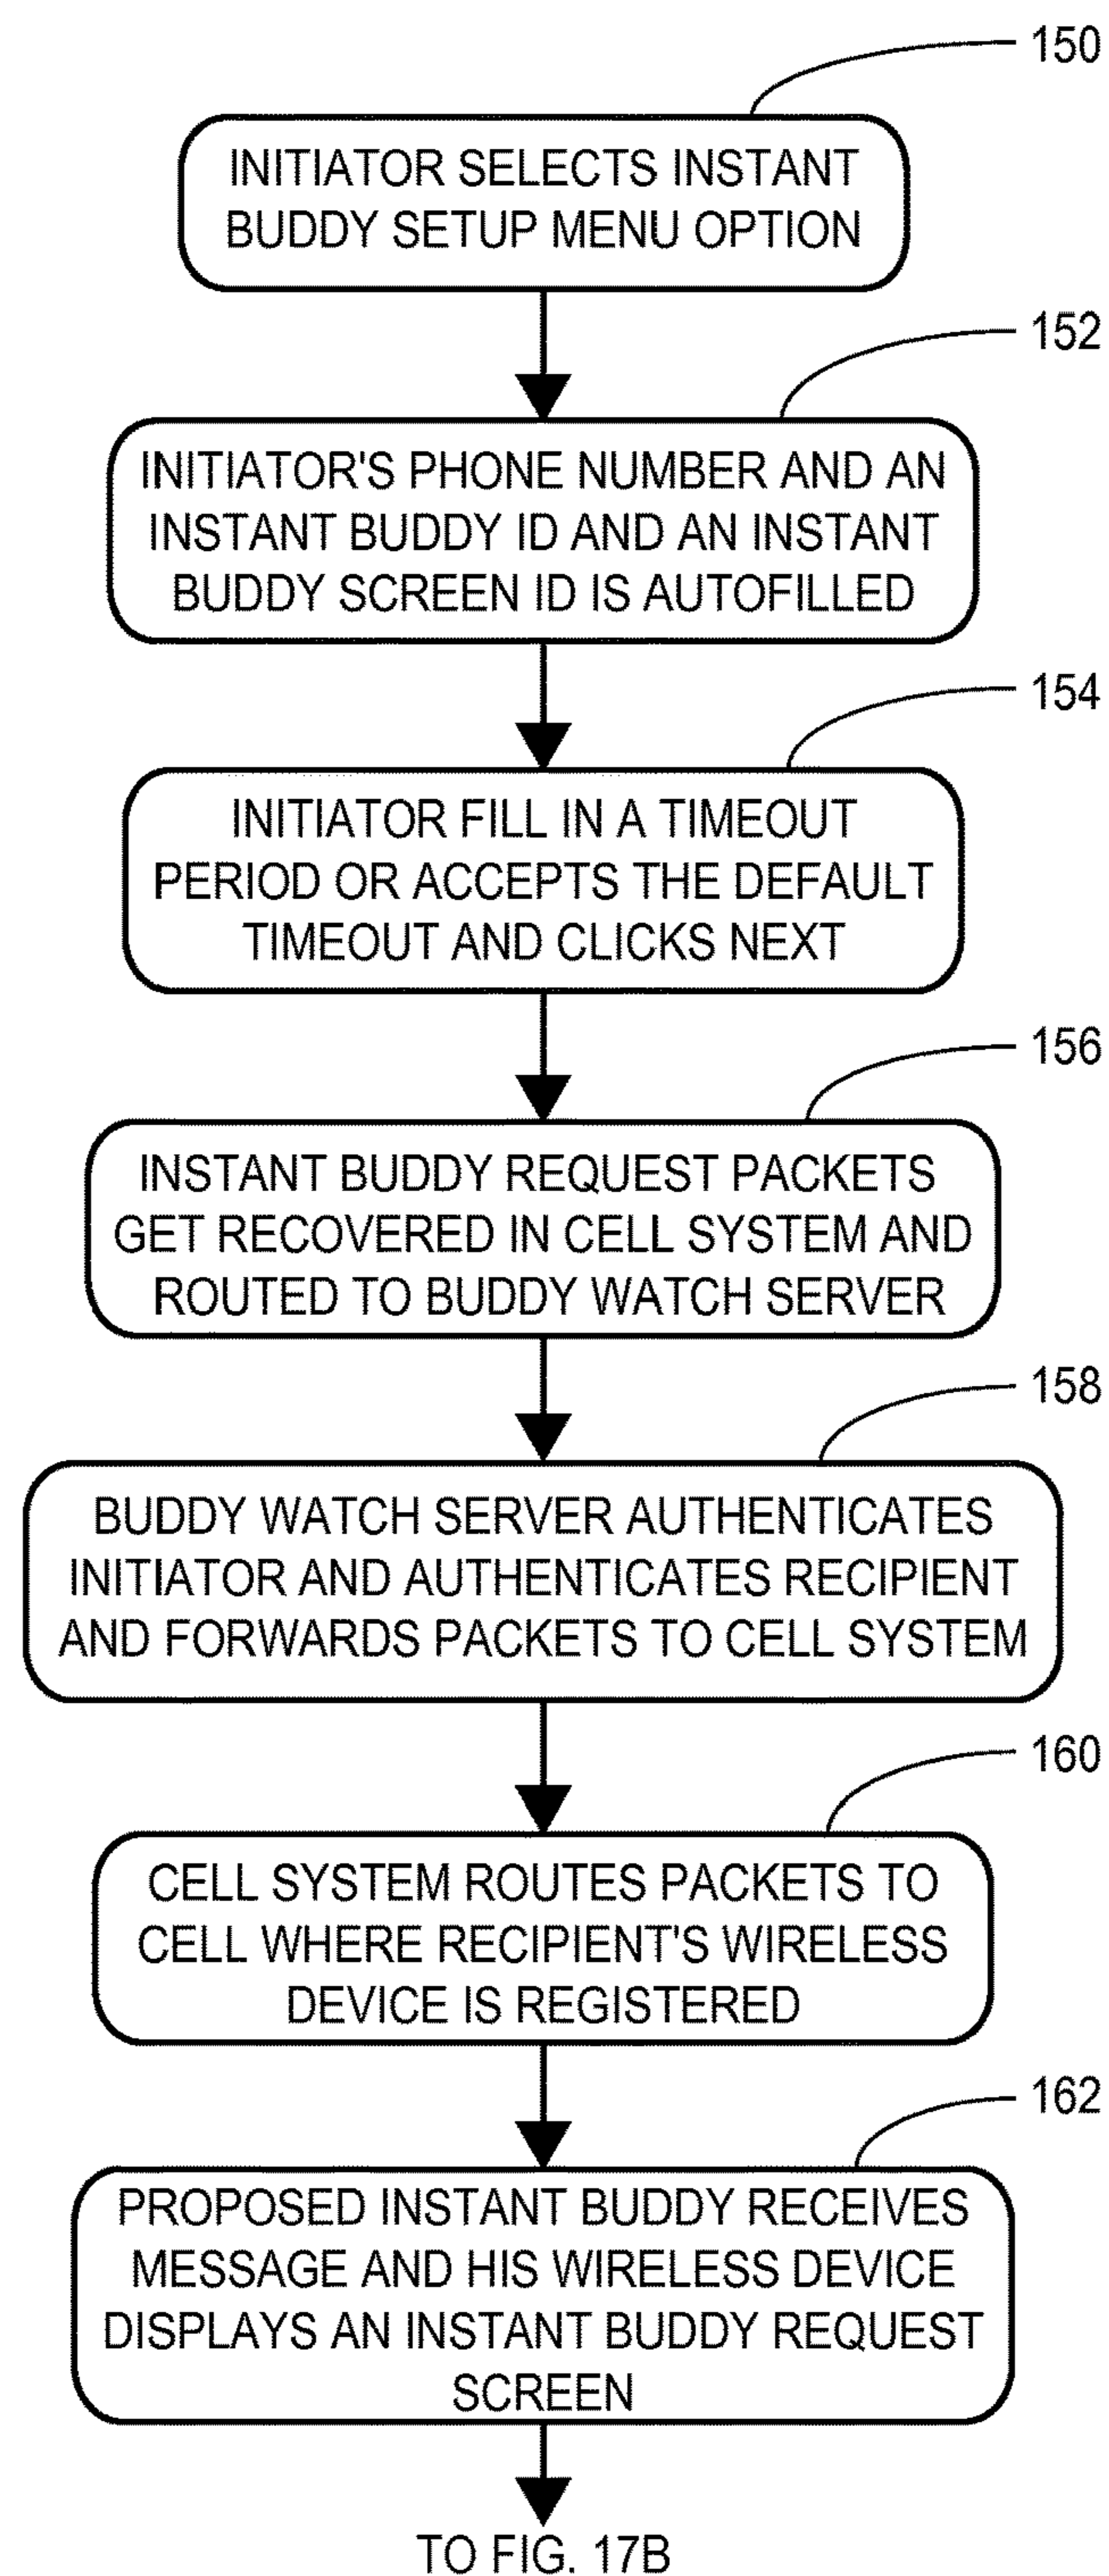 150
INITIATOR SELECTS INSTANT
BUDDY SETUP MENU OPTION
152
INITIATOR'S PHONE NUMBER AND AN
INSTANT BUDDY ID AND AN INSTANT
BUDDY SCREEN ID IS AUTOFILLED
154
INITIATOR FILL IN A TIMEOUT
PERIOD OR ACCEPTS THE DEFAULT
TIMEOUT AND CLICKS NEXT
156
INSTANT BUDDY REQUEST PACKETS
GET RECOVERED IN CELL SYSTEM AND
ROUTED TO BUDDY WATCH SERVER
158
BUDDY WATCH SERVER AUTHENTICATES
INITIATOR AND AUTHENTICATES RECIPIENT
AND FORWARDS PACKETS TO CELL SYSTEM
160
CELL SYSTEM ROUTES PACKETS TO
CELL WHERE RECIPIENT'S WIRELESS
DEVICE IS REGISTERED
162
PROPOSED INSTANT BUDDY RECEIVES
MESSAGE AND HIS WIRELESS DEVICE
DISPLAYS AN INSTANT BUDDY REQUEST
SCREEN
TO FIG. 17B